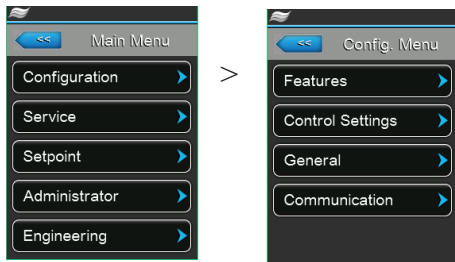 << Main Menu
Configuration
Service
Setpoint
Administrator
Engineering
>
<< Config. Menu
Features
Control Settings
General
Communication